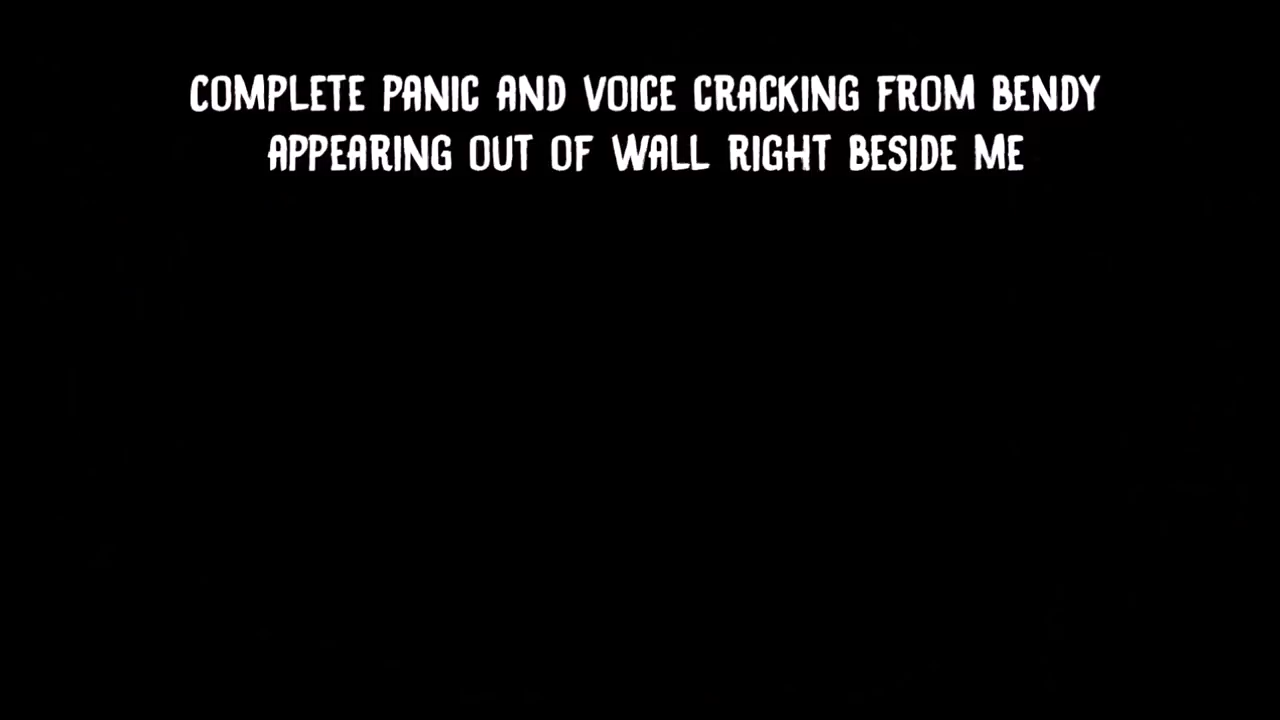 COMPLETE PANIC AND VOICE CRACKING FROM BENDY
APPEARING OUT OF WALL RIGHT BESIDE ME